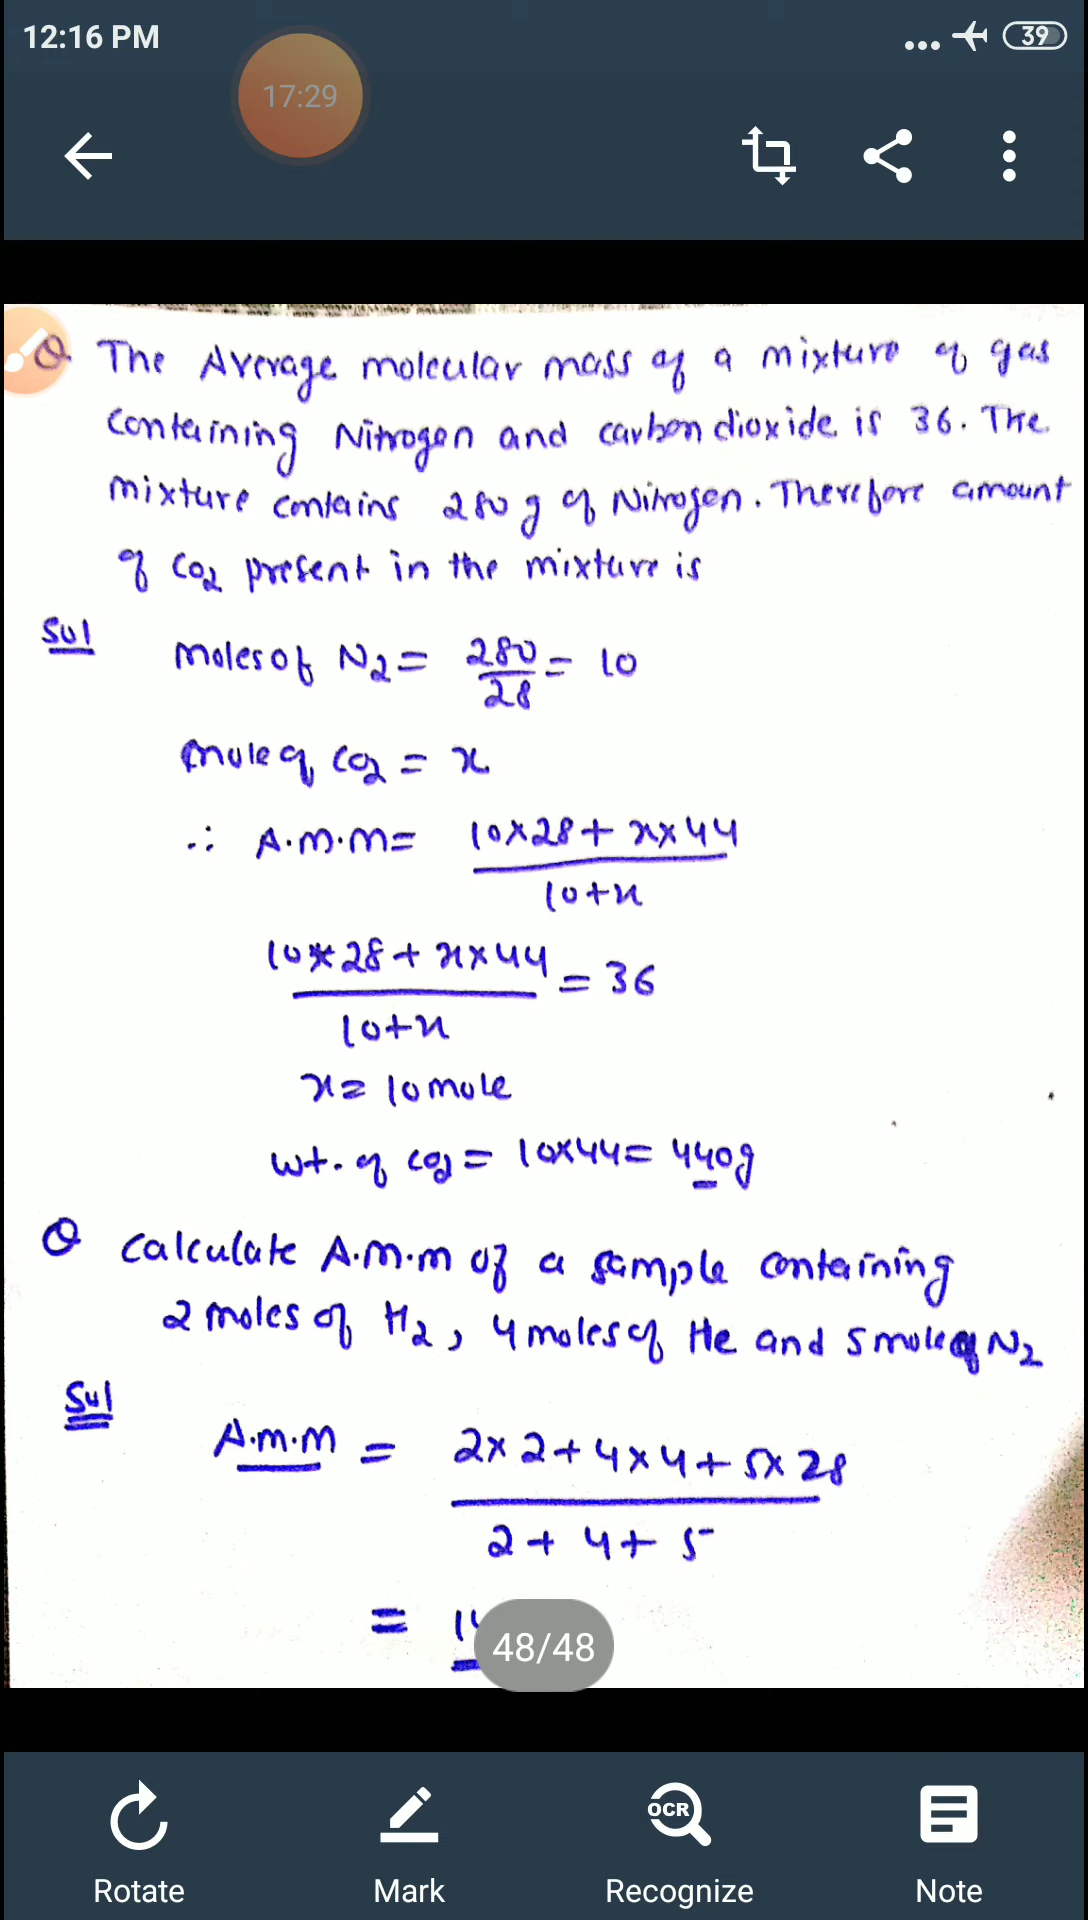 12:16 PM
39
17:29
Q The Average molecular mass of a mixture of gas
containing Nitrogen and carbon dioxide is 36. The
mixture contains 280 g of Nitrogen. Therefore amount
of CO2 present in the mixture is
Sol
moles of N2 = 280/28 = 10
mole of CO2 = x
∴ A.M.M = 10×28 + x×44
10+x
10×28 + x×44 = 36
10+x
x = 10 mole
wt. of CO2 = 10×44 = 440g
Q Calculate A.M.M of a sample containing
2 moles of H2, 4 moles of He and 5 mole of N2
Sol
A.M.M = 2×2 + 4×4 + 5×28
2 + 4 + 5
=
48/48
OCR
Rotate Mark Recognize Note